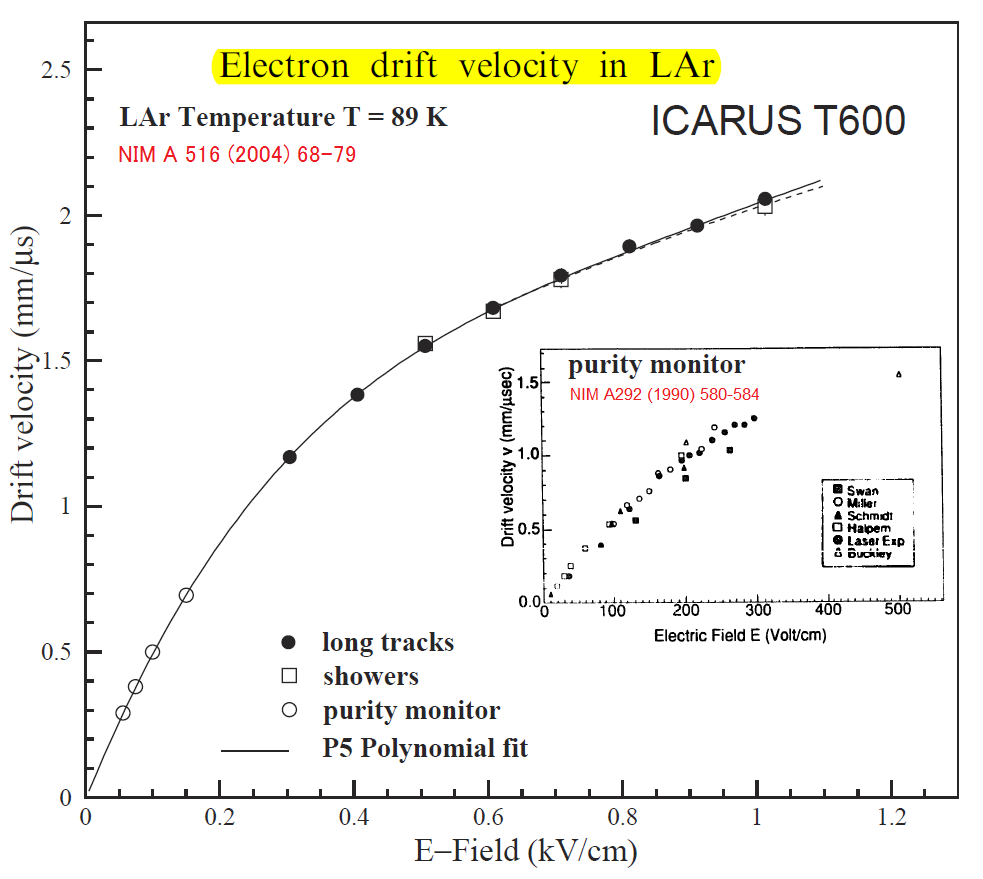 Electron drift velocity in LAr
LAr Temperature T = 89 K
ICARUS T600
NIM A 516 (2004) 68-79
Drift velocity (mm/μs)
2.5
2
1.5
1
0.5
0
0
0.2
0.4
0.6
0.8
1
1.2
E–Field (kV/cm)
long tracks
showers
purity monitor
P5 Polynomial fit
purity monitor
NIM A292 (1990) 580-584
Drift velocity v (mm/μsec)
1.5
1.0
0.5
0.0
0
100
200
300
400
500
Electric Field E (Volt/cm)
Swan
Miller
Schmidt
Halpern
Laser Exp
Buckley